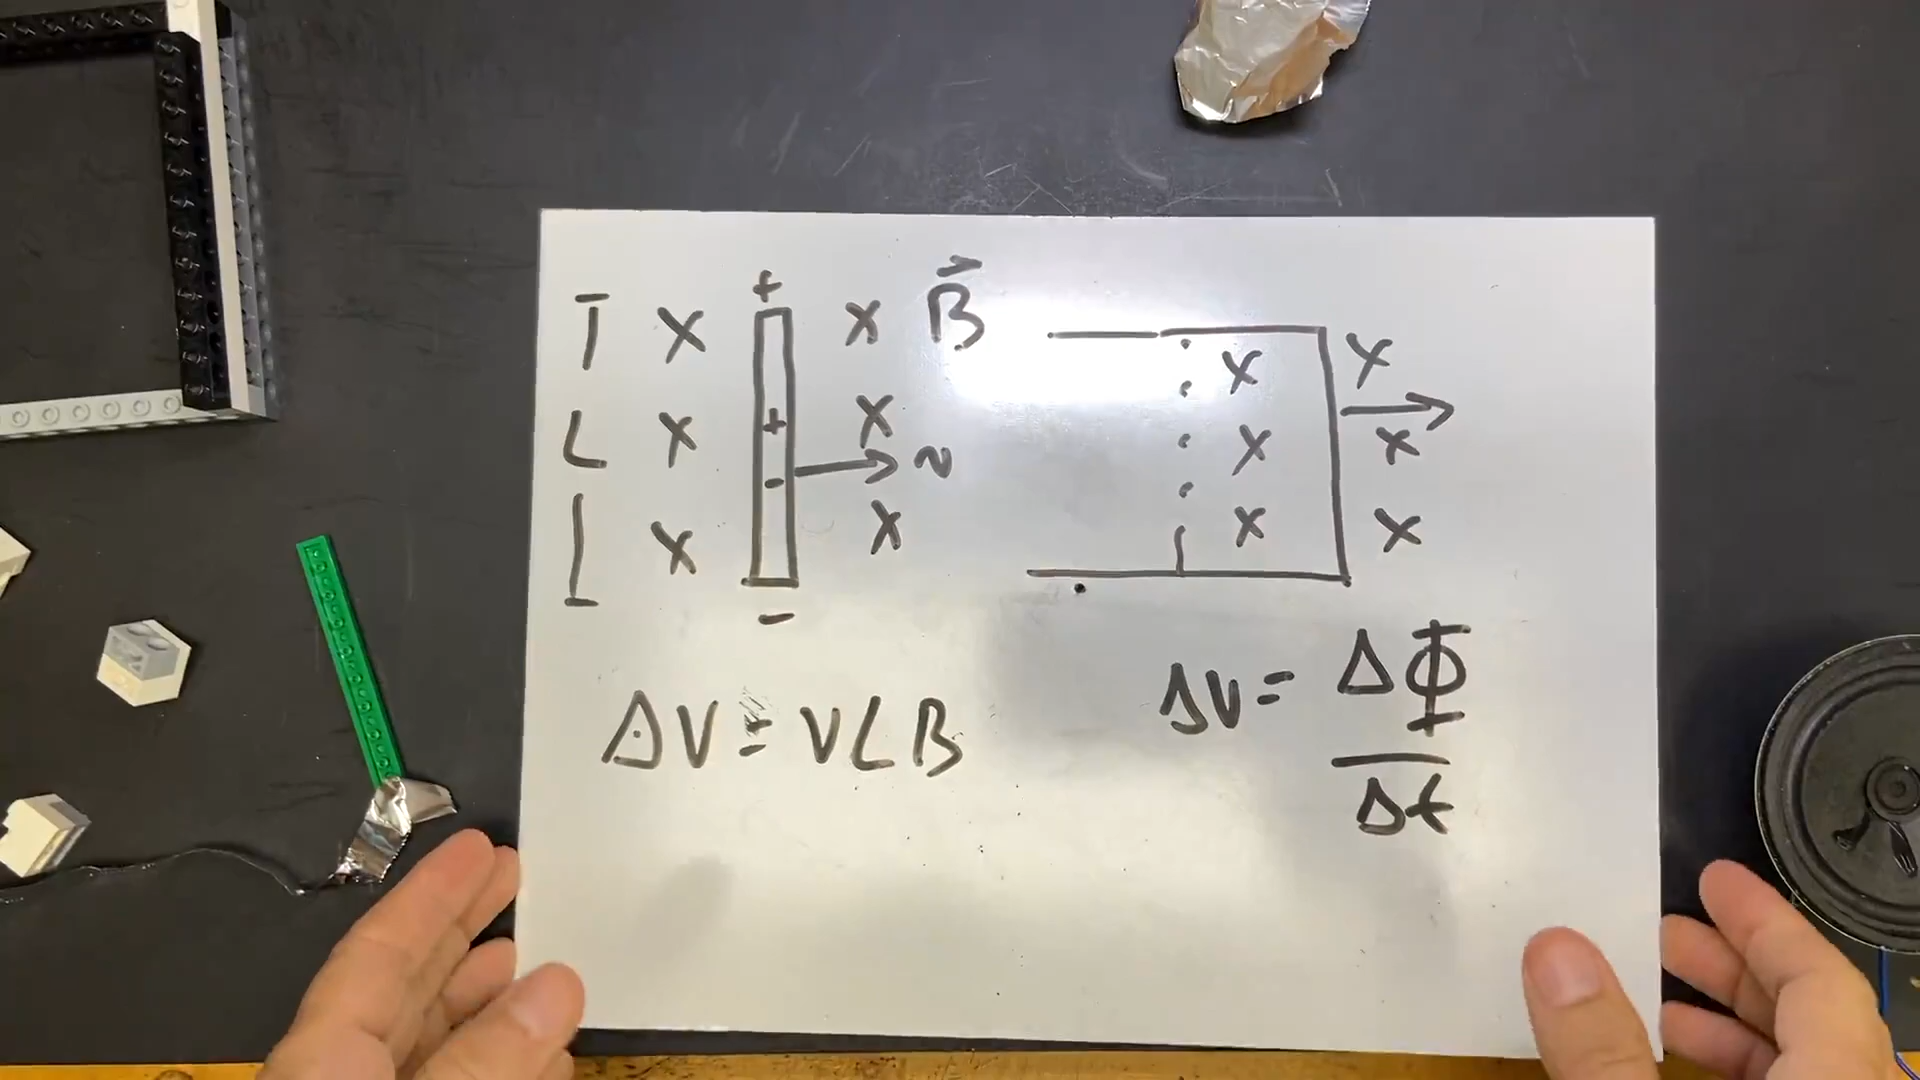 +
X X B⃗
L X + X
- → v
X X
-
X X
→
X X
X X
ΔV = vLB
ΔV = ΔΦ
Δt